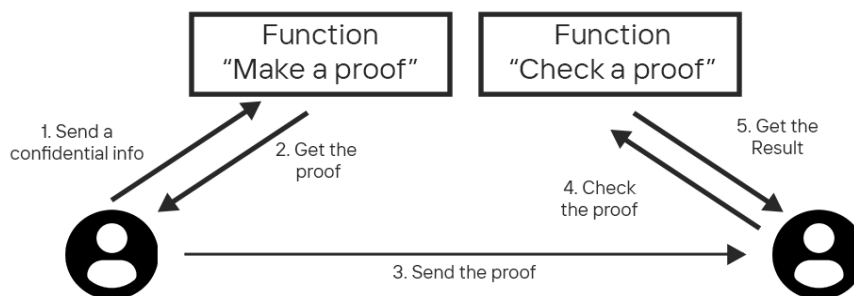 Function
“Make a proof”
Function
“Check a proof”
1. Send a
confidential info
2. Get the
proof
5. Get the
Result
4. Check
the proof
3. Send the proof